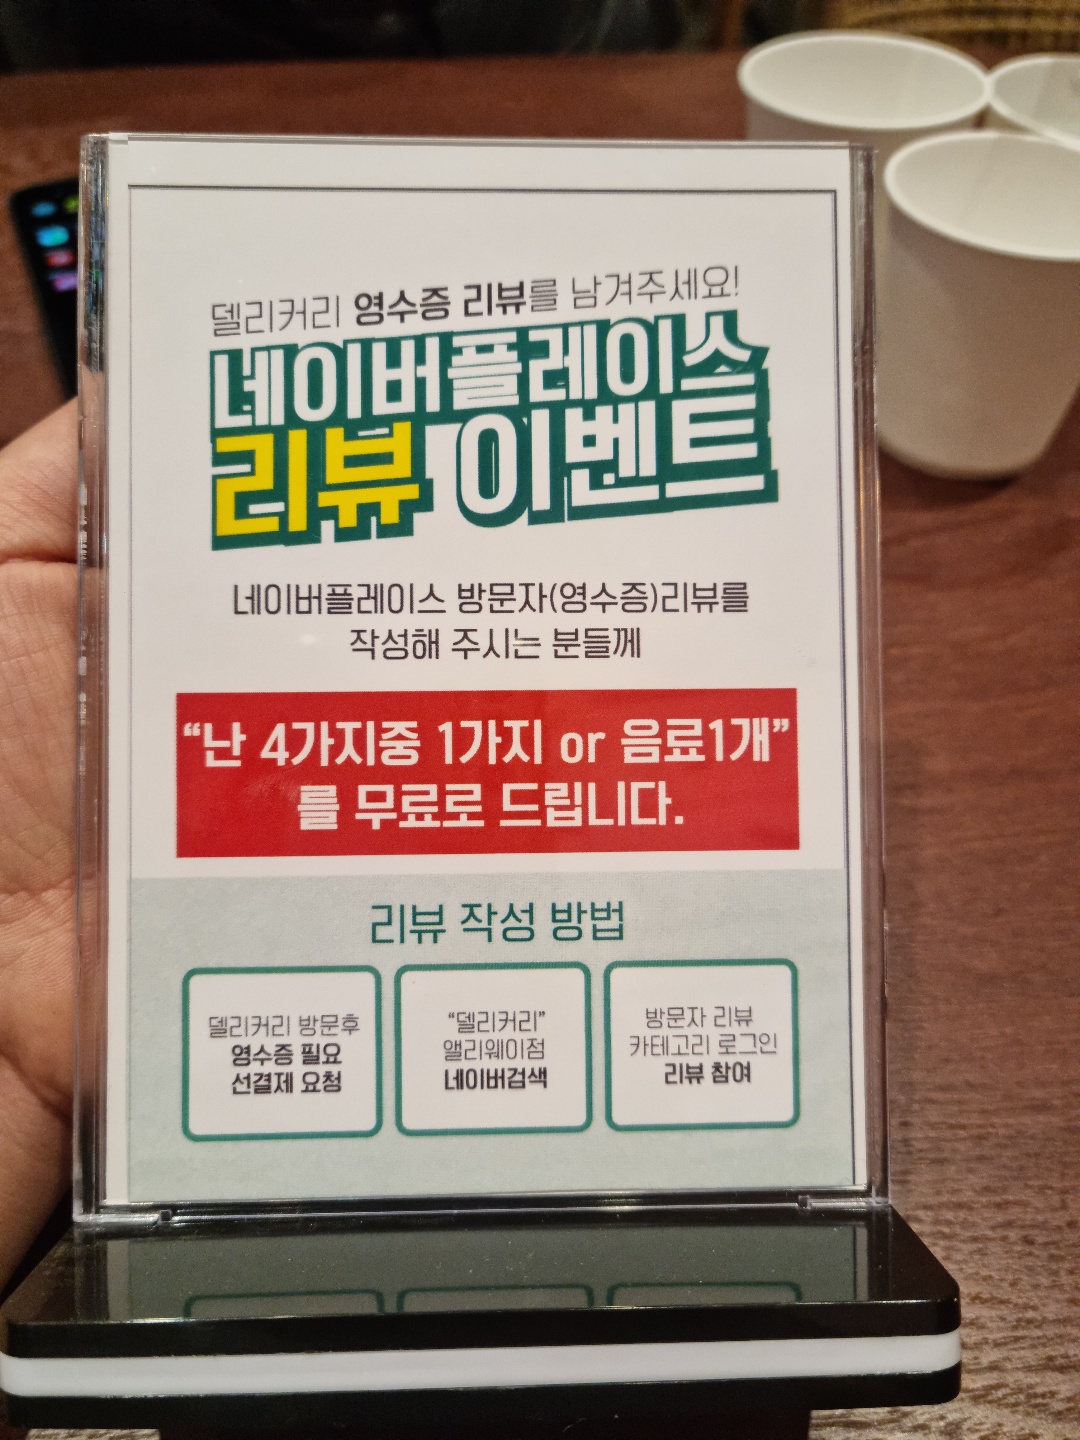 델리커리 영수증 리뷰를 남겨주세요!
네이버플레이스
리뷰 이벤트
네이버플레이스 방문자(영수증)리뷰를
작성해 주시는 분들께
“난 4가지중 1가지 or 음료1개”
를 무료로 드립니다.
리뷰 작성 방법
델리커리 방문후
영수증 필요
선결제 요청
“델리커리”
앨리웨이점
네이버검색
방문자 리뷰
카테고리 로그인
리뷰 참여